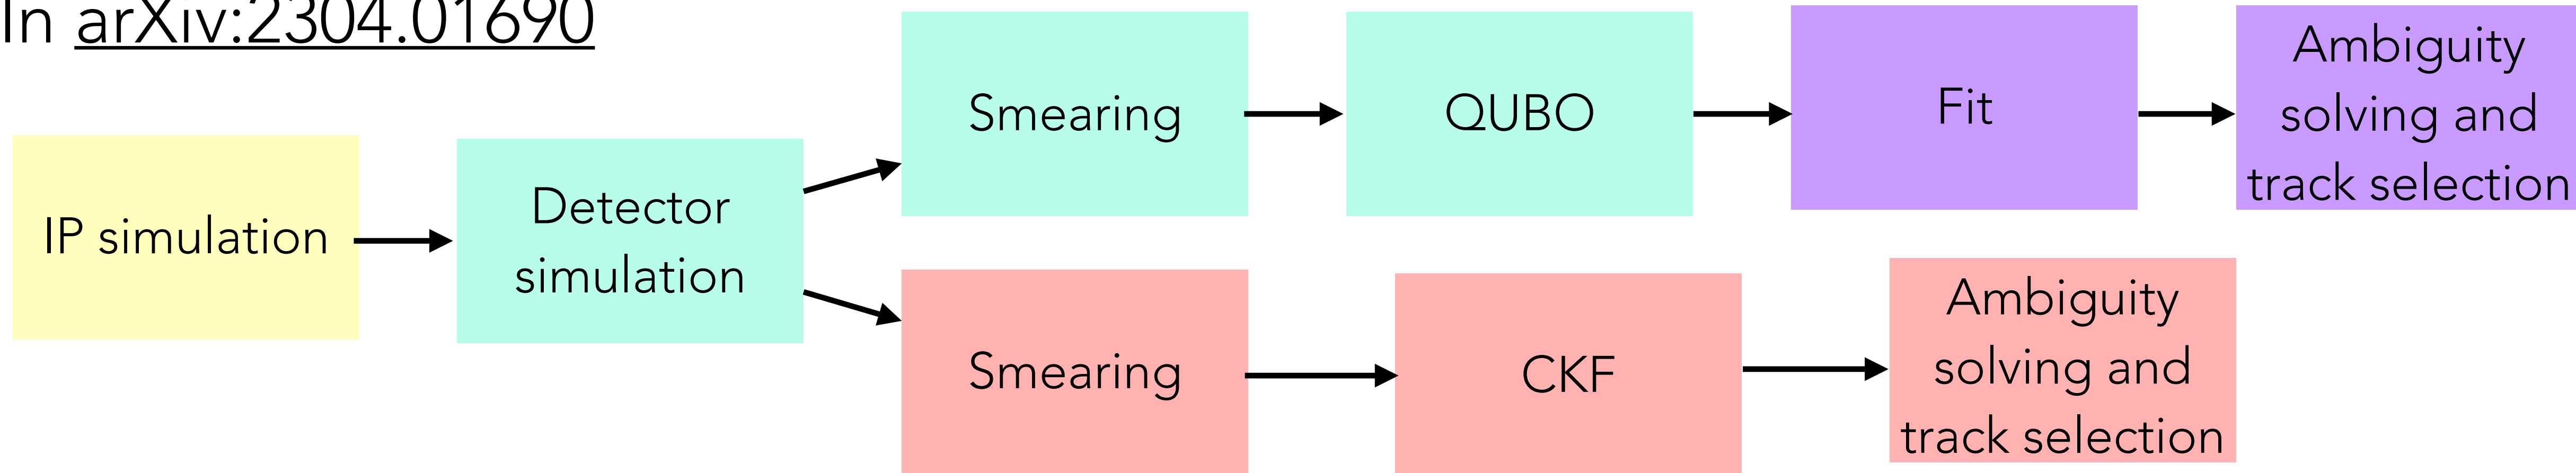 In arXiv:2304.01690
IP simulation
Detector
simulation
Smearing
QUBO
Fit
Ambiguity
solving and
track selection
Smearing
CKF
Ambiguity
solving and
track selection